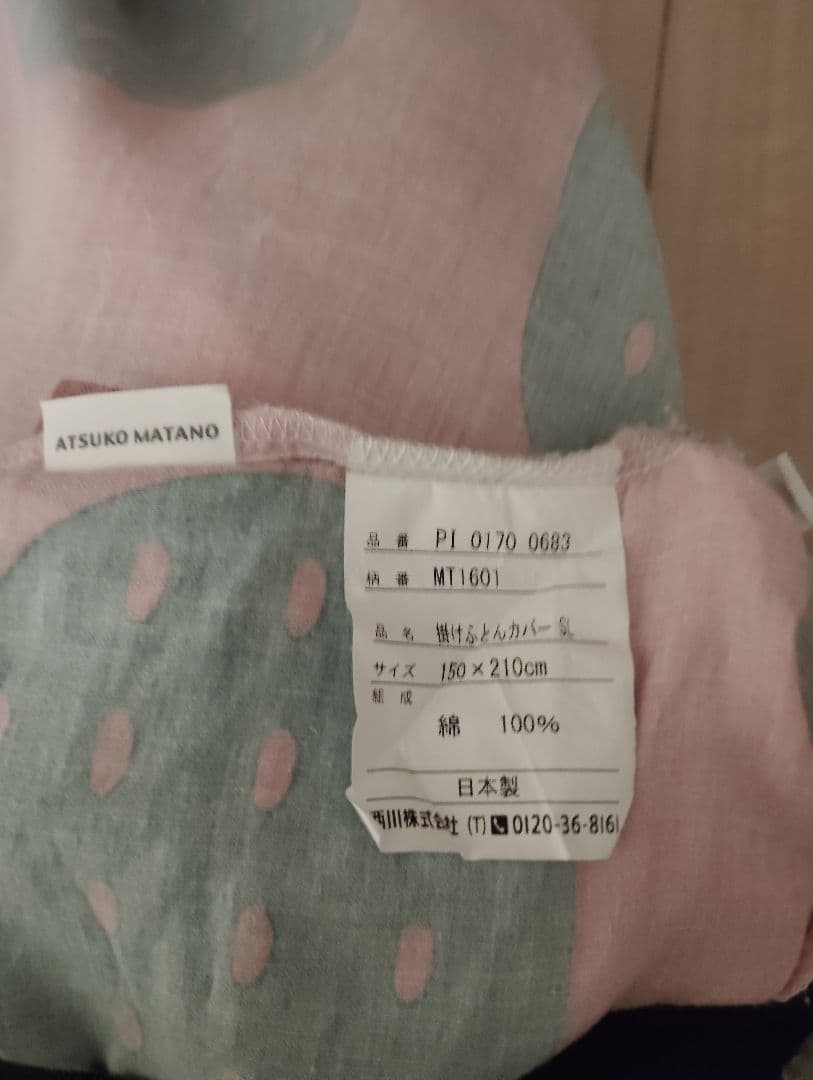 ATSUKO MATANO
品番 PI 0170 0683
柄番 MT1601
品名 掛けふとんカバー SL
サイズ 150×210cm
組成
綿 100%
日本製
西川株式会社 (T) 0120-36-8161